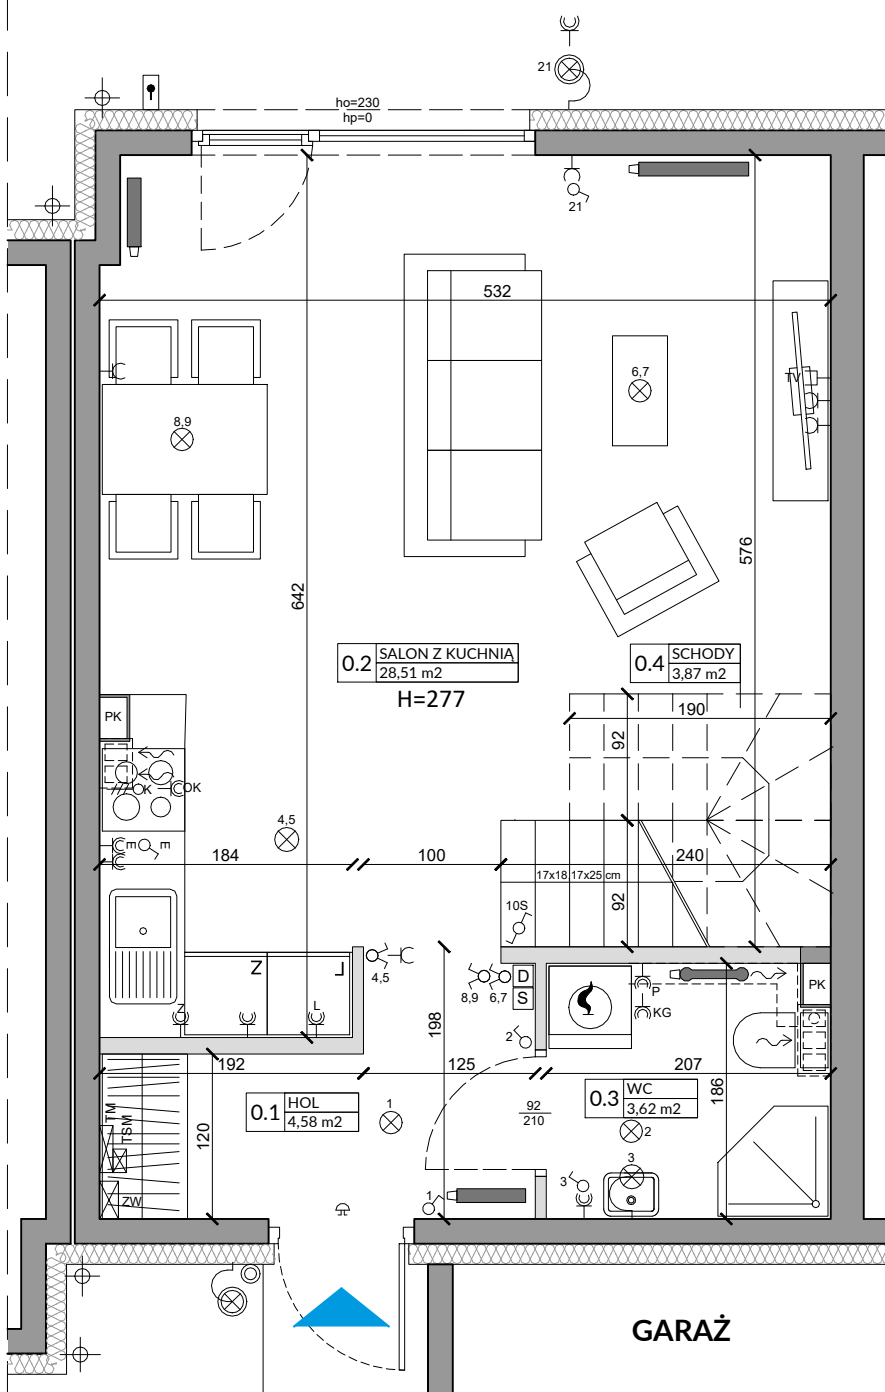 21
ho=230
hp=0
21
532
TV
6,7
8,9
576
642
0.2 SALON Z KUCHNIĄ
28,51 m2
H=277
0.4 SCHODY
3,87 m2
PK
190
92
OK
OK
4,5
E
E
184
100
240
17x18,17x25 cm
92
10S
Z
L
4,5
8,9
6,7
D
S
P
KG
PK
Z
L
2
198
192
125
207
186
0.1 HOL
4,58 m2
1
92
210
0.3 WC
3,62 m2
2
TM
TSM
120
ZW
3
3
1
GARAŻ